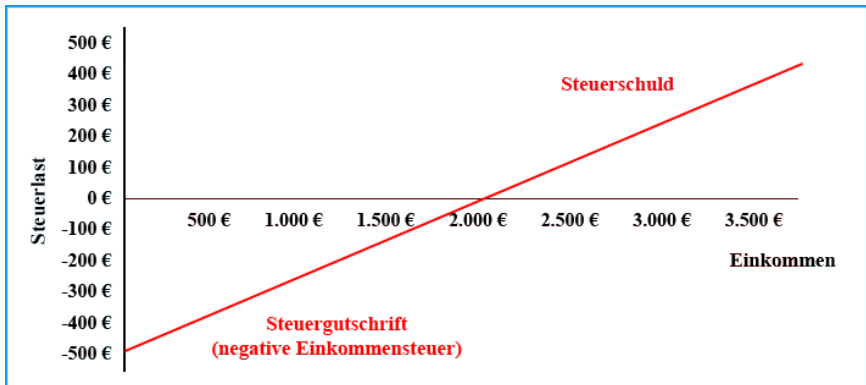 500 €
400 €
300 €
200 €
100 €
0 €
-100 €
-200 €
-300 €
-400 €
-500 €
Steuerlast
Steuerschuld
500 € 1.000 € 1.500 € 2.000 € 2.500 € 3.000 € 3.500 €
Einkommen
Steuergutschrift
(negative Einkommensteuer)